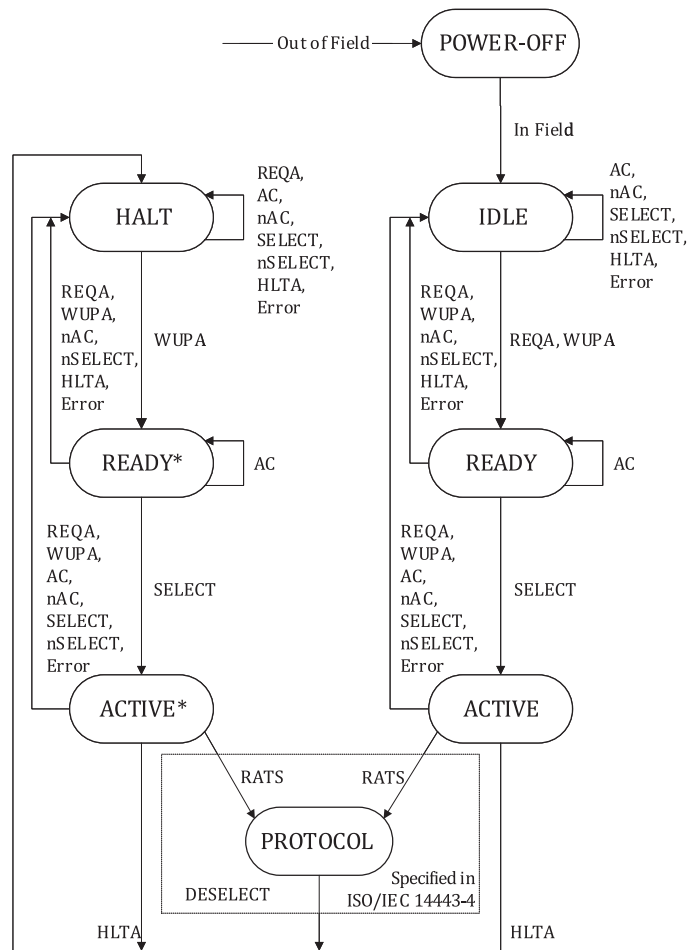 Out of Field
POWER-OFF
In Field
HALT
REQA,
AC,
nAC,
SELECT,
nSELECT,
HLTA,
Error
IDLE
AC,
nAC,
SELECT,
nSELECT,
HLTA,
Error
REQA,
WUPA,
nAC,
nSELECT,
HLTA,
Error
WUPA
REQA,
WUPA,
nAC,
nSELECT,
HLTA,
Error
REQA, WUPA
READY*
AC
READY
AC
REQA,
WUPA,
AC,
nAC,
SELECT,
nSELECT,
Error
SELECT
REQA,
WUPA,
AC,
nAC,
SELECT,
nSELECT,
Error
SELECT
ACTIVE*
ACTIVE
RATS
RATS
PROTOCOL
DESELECT
Specified in
ISO/IEC 14443-4
HLTA
HLTA